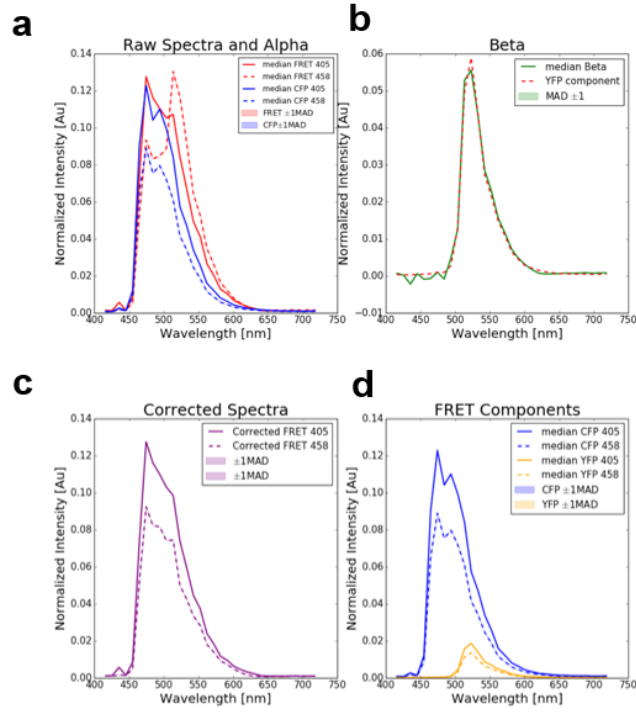 a
Raw Spectra and Alpha
Normalized Intensity [Au]
0.14
0.12
0.10
0.08
0.06
0.04
0.02
0.00
median FRET 405
median FRET 458
median CFP 405
median CFP 458
FRET ±1MAD
CFP±1MAD
400 450 500 550 600 650 700 750
Wavelength [nm]
b
Beta
Normalized Intensity [Au]
0.06
0.05
0.04
0.03
0.02
0.01
0.00
−0.01
median Beta
YFP component
MAD ±1
400 450 500 550 600 650 700 750
Wavelength [nm]
c
Corrected Spectra
Normalized Intensity [Au]
0.14
0.12
0.10
0.08
0.06
0.04
0.02
0.00
Corrected FRET 405
Corrected FRET 458
±1MAD
±1MAD
400 450 500 550 600 650 700 750
Wavelength [nm]
d
FRET Components
Normalized Intensity [Au]
0.14
0.12
0.10
0.08
0.06
0.04
0.02
0.00
median CFP 405
median CFP 458
median YFP 405
median YFP 458
CFP ±1MAD
YFP ±1MAD
400 450 500 550 600 650 700 750
Wavelength [nm]